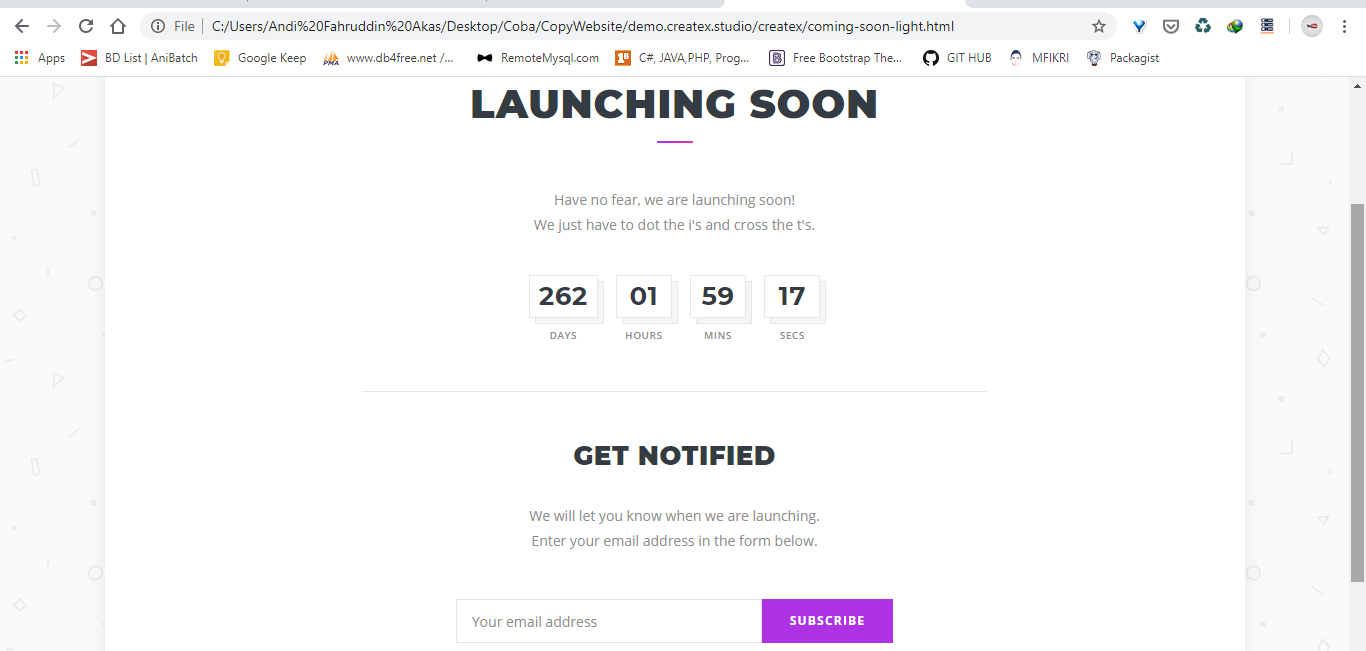 File
C:/Users/Andi%20Fahruddin%20Akas/Desktop/Coba/CopyWebsite/demo.createx.studio/createx/coming-soon-light.html
Apps
BD List | AniBatch
Google Keep
PMA
www.db4free.net /...
RemoteMysql.com
C#, JAVA,PHP, Prog...
B
Free Bootstrap The...
GIT HUB
MFIKRI
Packagist
LAUNCHING SOON
Have no fear, we are launching soon!
We just have to dot the i's and cross the t's.
262 01 59 17
DAYS HOURS MINS SECS
GET NOTIFIED
We will let you know when we are launching.
Enter your email address in the form below.
Your email address
SUBSCRIBE